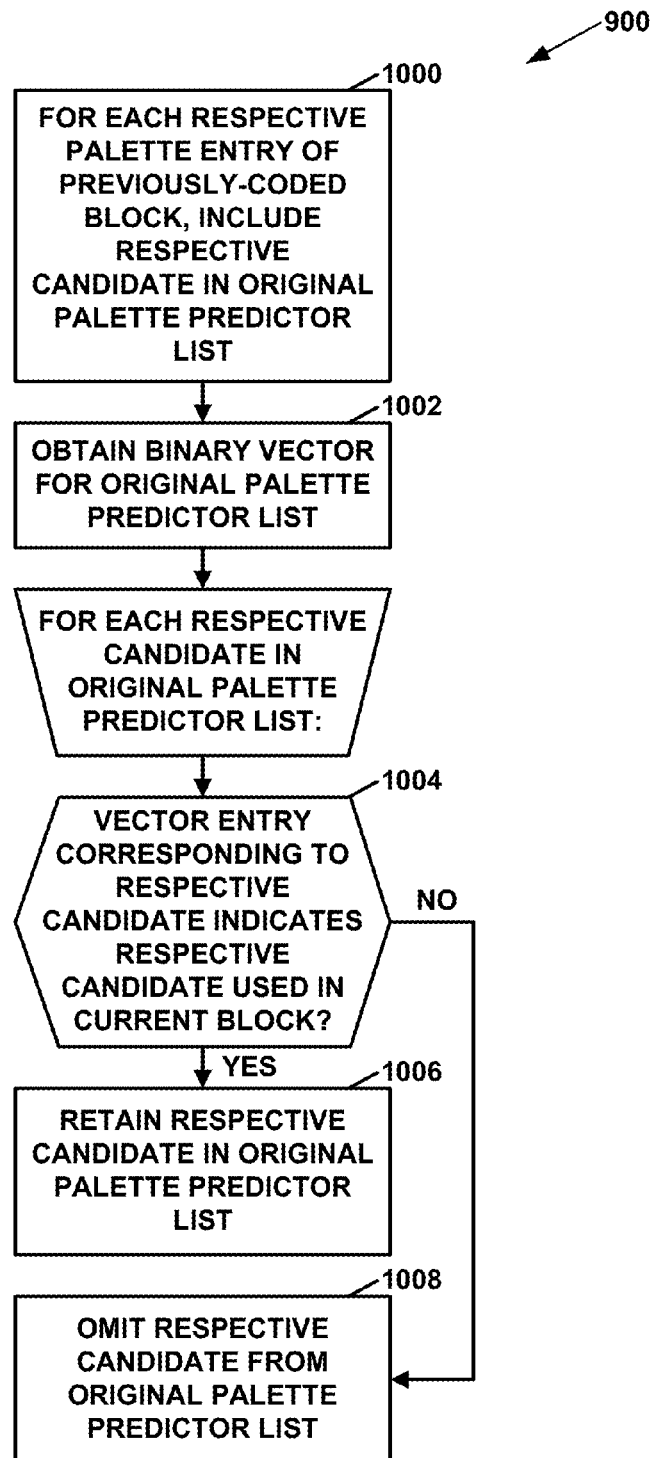 900
1000
FOR EACH RESPECTIVE
PALETTE ENTRY OF
PREVIOUSLY-CODED
BLOCK, INCLUDE
RESPECTIVE
CANDIDATE IN ORIGINAL
PALETTE PREDICTOR
LIST
1002
OBTAIN BINARY VECTOR
FOR ORIGINAL PALETTE
PREDICTOR LIST
FOR EACH RESPECTIVE
CANDIDATE IN
ORIGINAL PALETTE
PREDICTOR LIST:
1004
VECTOR ENTRY
CORRESPONDING TO
RESPECTIVE
CANDIDATE INDICATES
RESPECTIVE
CANDIDATE USED IN
CURRENT BLOCK?
NO
YES
1006
RETAIN RESPECTIVE
CANDIDATE IN ORIGINAL
PALETTE PREDICTOR
LIST
1008
OMIT RESPECTIVE
CANDIDATE FROM
ORIGINAL PALETTE
PREDICTOR LIST